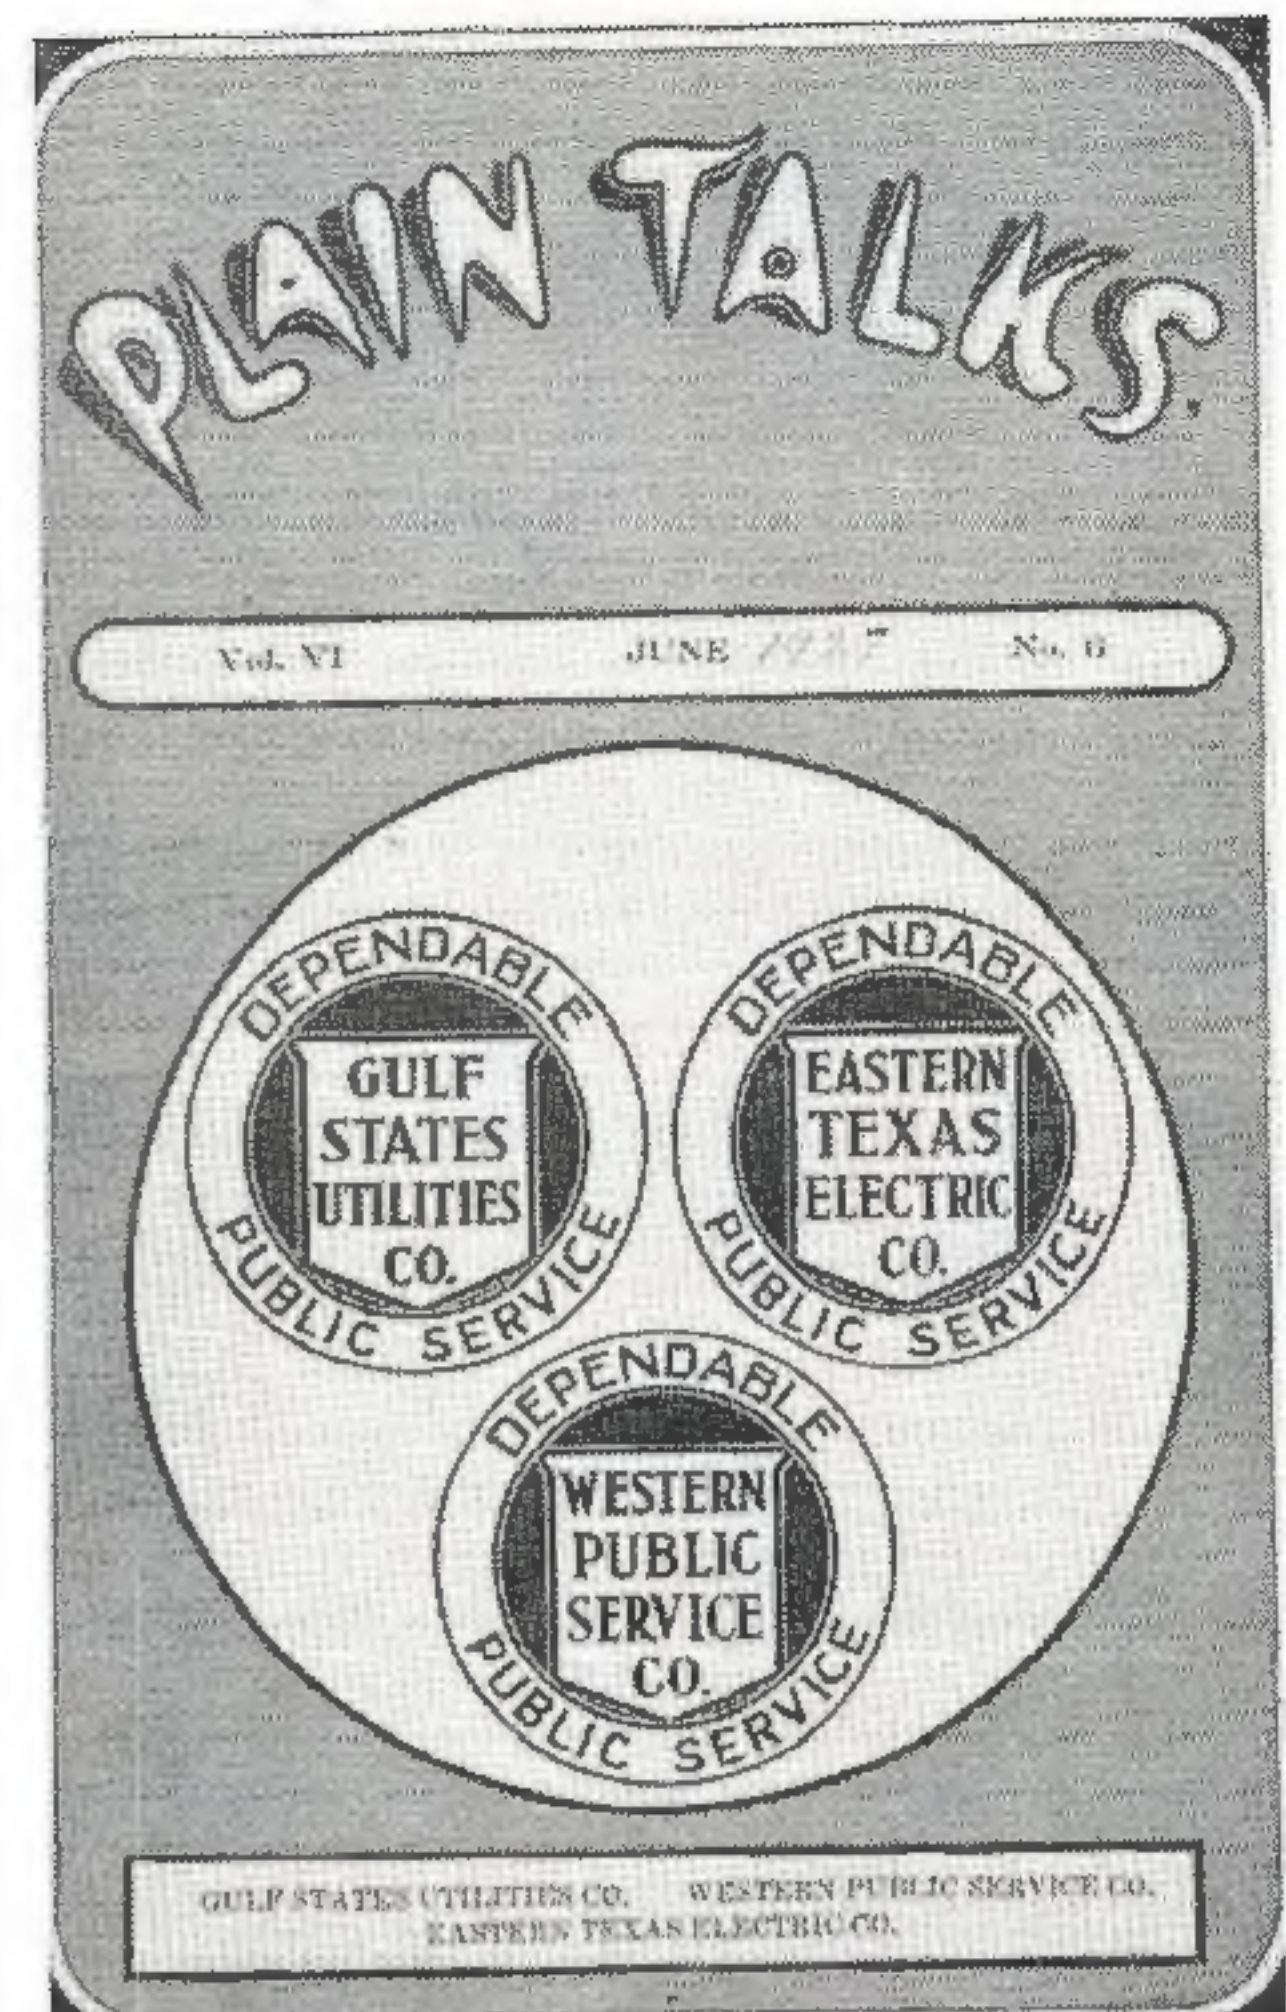 PLAIN TALKS.
Vol. VI JUNE 1927 No. 6
DEPENDABLE
GULF
STATES
UTILITIES
CO.
PUBLIC SERVICE
DEPENDABLE
EASTERN
TEXAS
ELECTRIC
CO.
PUBLIC SERVICE
DEPENDABLE
WESTERN
PUBLIC
SERVICE
CO.
PUBLIC SERVICE
GULF STATES UTILITIES CO. WESTERN PUBLIC SERVICE CO.
EASTERN TEXAS ELECTRIC CO.